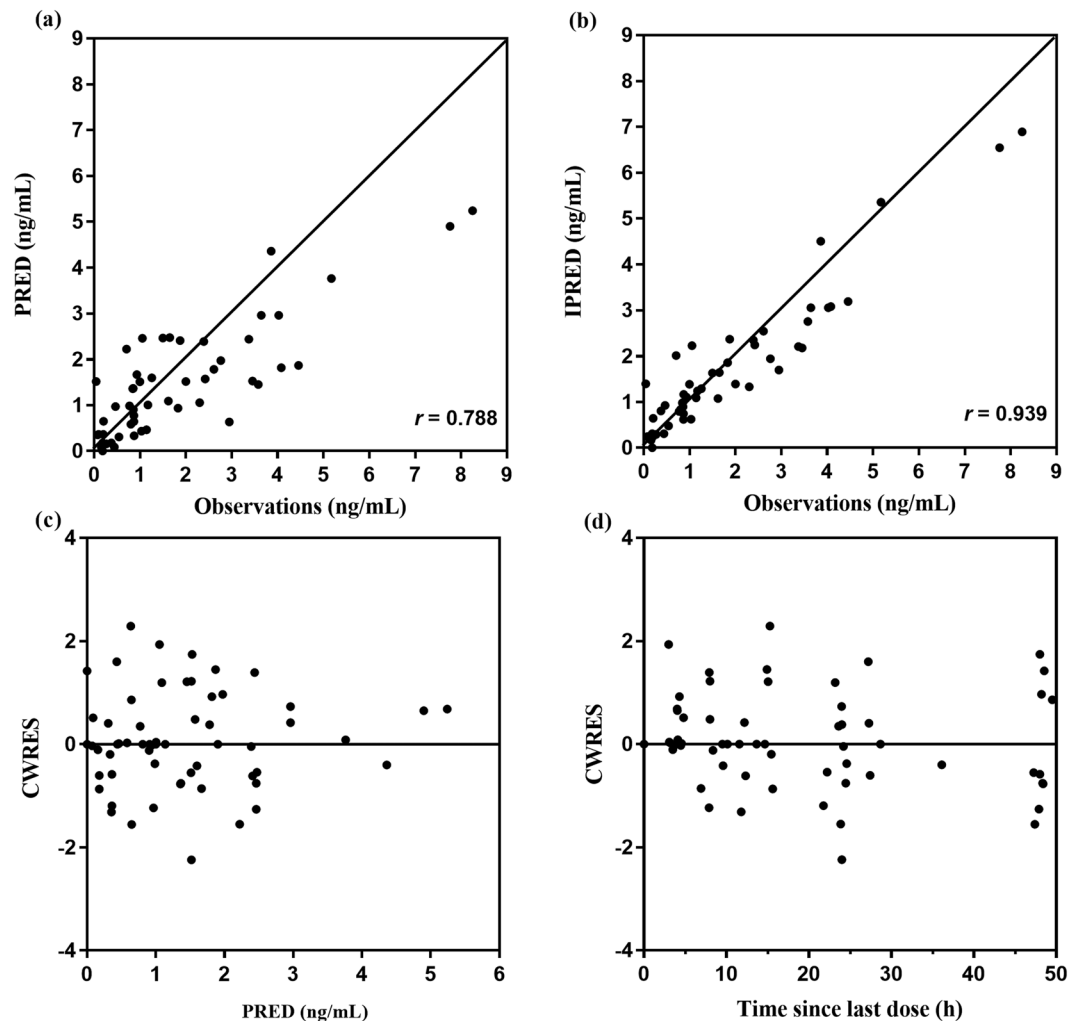 (a)
9
8
7
6
5
4
3
2
1
0
PRED (ng/mL)
r = 0.788
0 1 2 3 4 5 6 7 8 9
Observations (ng/mL)
(b)
9
8
7
6
5
4
3
2
1
0
IPRED (ng/mL)
r = 0.939
0 1 2 3 4 5 6 7 8 9
Observations (ng/mL)
(c)
4
2
0
-2
-4
CWRES
0 1 2 3 4 5 6
PRED (ng/mL)
(d)
4
2
0
-2
-4
CWRES
0 10 20 30 40 50
Time since last dose (h)